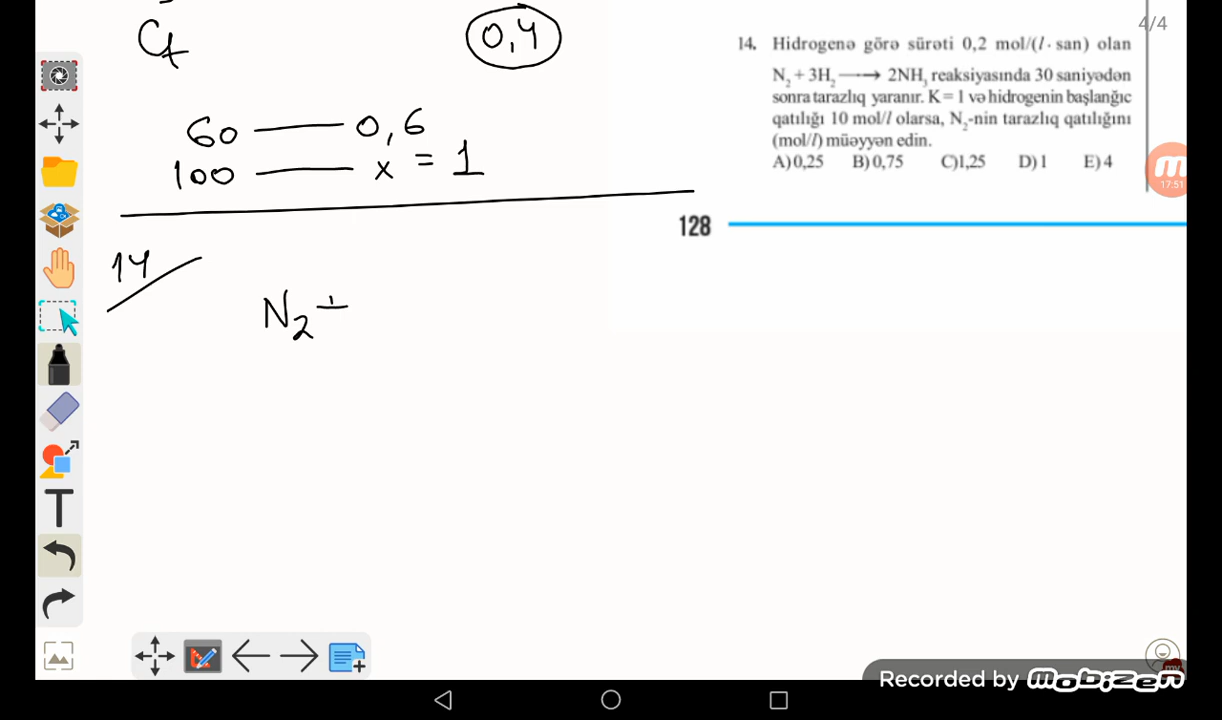 4/4
0,4
14. Hidrogenə görə sürəti 0,2 mol/(l · san) olan
N₂ + 3H₂ ⟶ 2NH₃ reaksiyasında 30 saniyədən
sonra tarazlıq yaranır. K = 1 və hidrogenin başlanğıc
qatılığı 10 mol/l olarsa, N₂-nin tarazlıq qatılığını
(mol/l) müəyyən edin.
A) 0,25 B) 0,75 C) 1,25 D) 1 E) 4
60 — 0,6
100 — x = 1
17:51
128
14
N₂ +
T
Recorded by mobizen